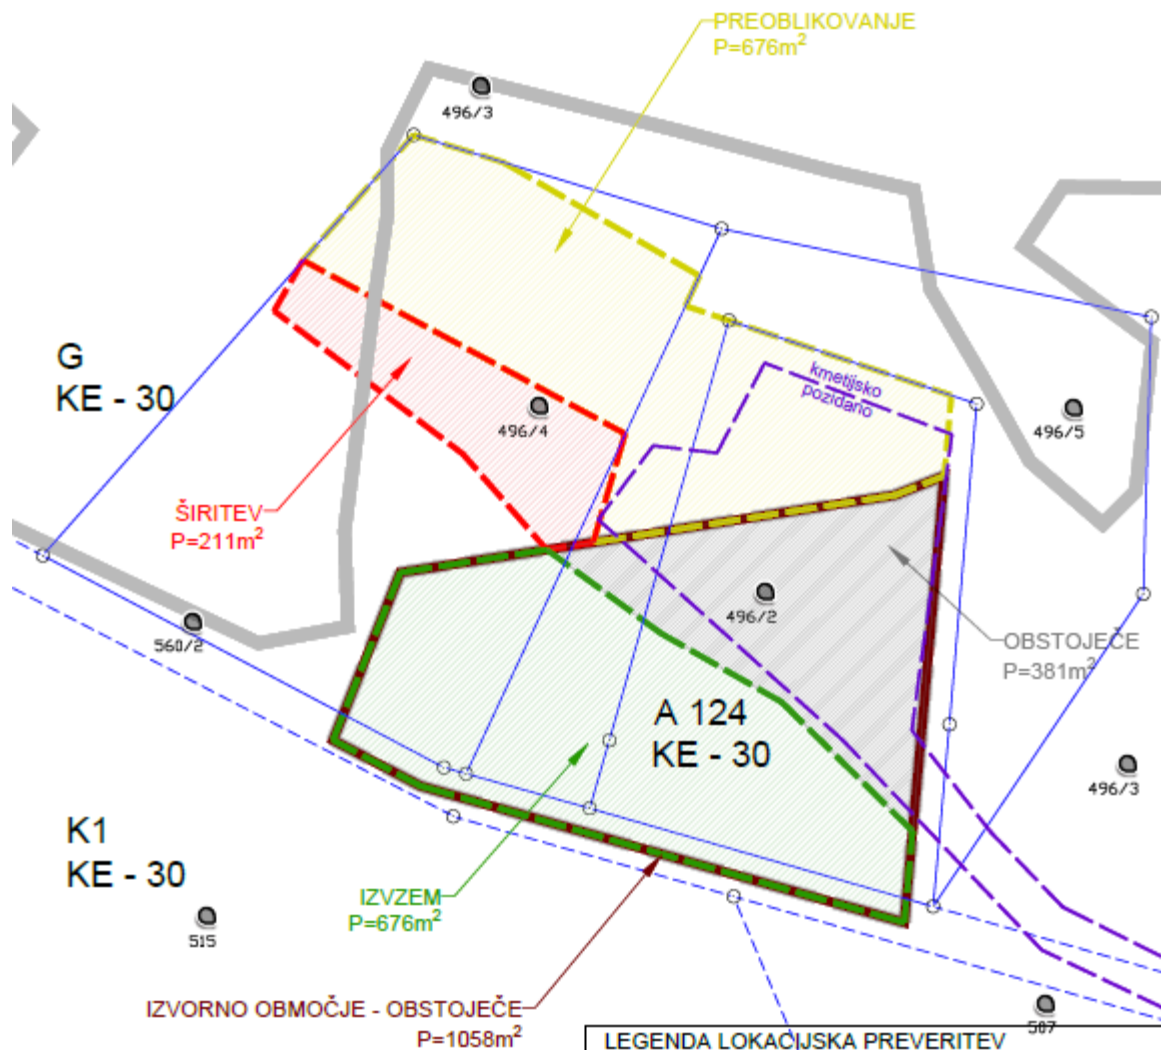 PREOBLIKOVANJE
P=676m²
496/3
G
KE - 30
kmetijsko
pozidano
496/4
496/5
ŠIRITEV
P=211m²
496/2
560/2
OBSTOJEČE
P=381m²
A 124
KE - 30
496/3
K1
KE - 30
IZVZEM
P=676m²
515
IZVORNO OBMOČJE - OBSTOJEČE
P=1058m²
507
LEGENDA LOKACIJSKA PREVERITEV